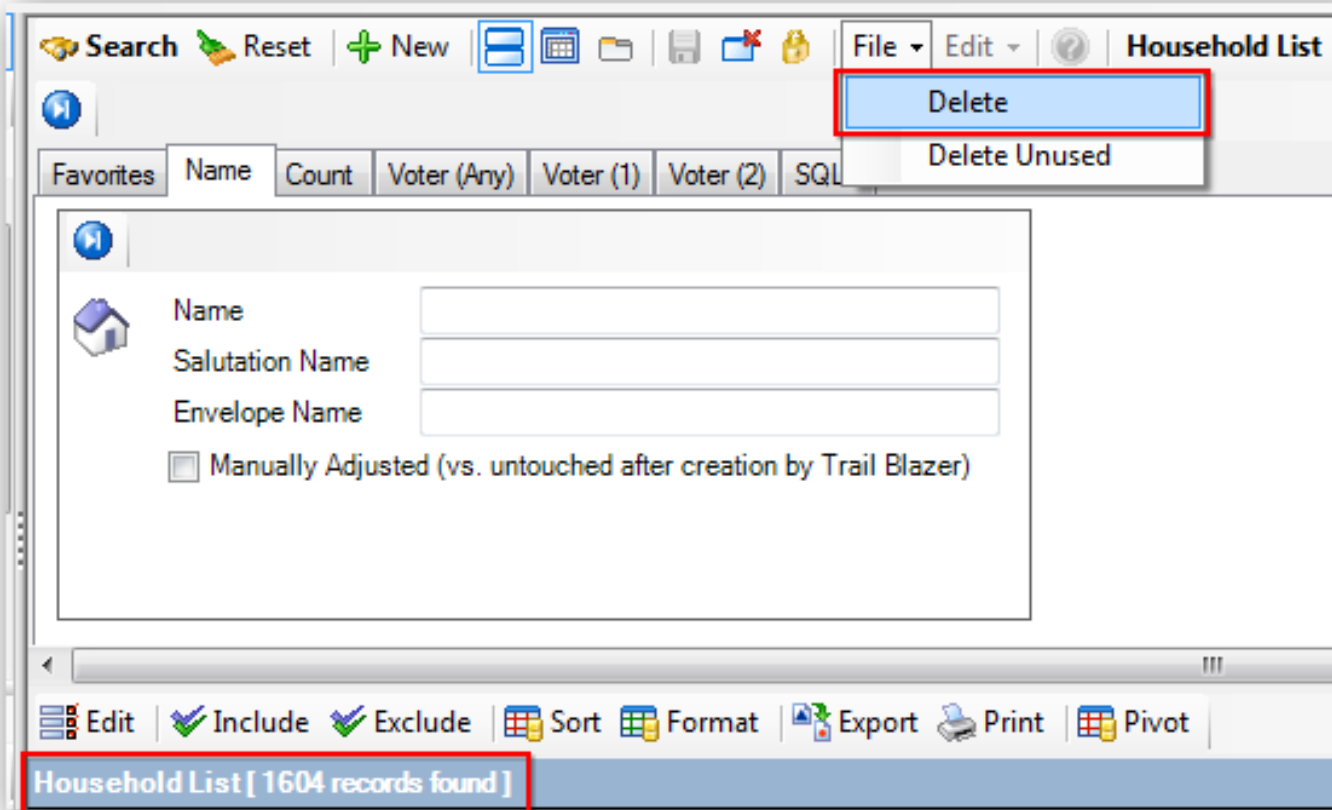 Search Reset New File Edit Household List
Delete
Delete Unused
Favorites Name Count Voter (Any) Voter (1) Voter (2) SQL
Name
Salutation Name
Envelope Name
Manually Adjusted (vs. untouched after creation by Trail Blazer)
Edit Include Exclude Sort Format Export Print Pivot
Household List [ 1604 records found ]